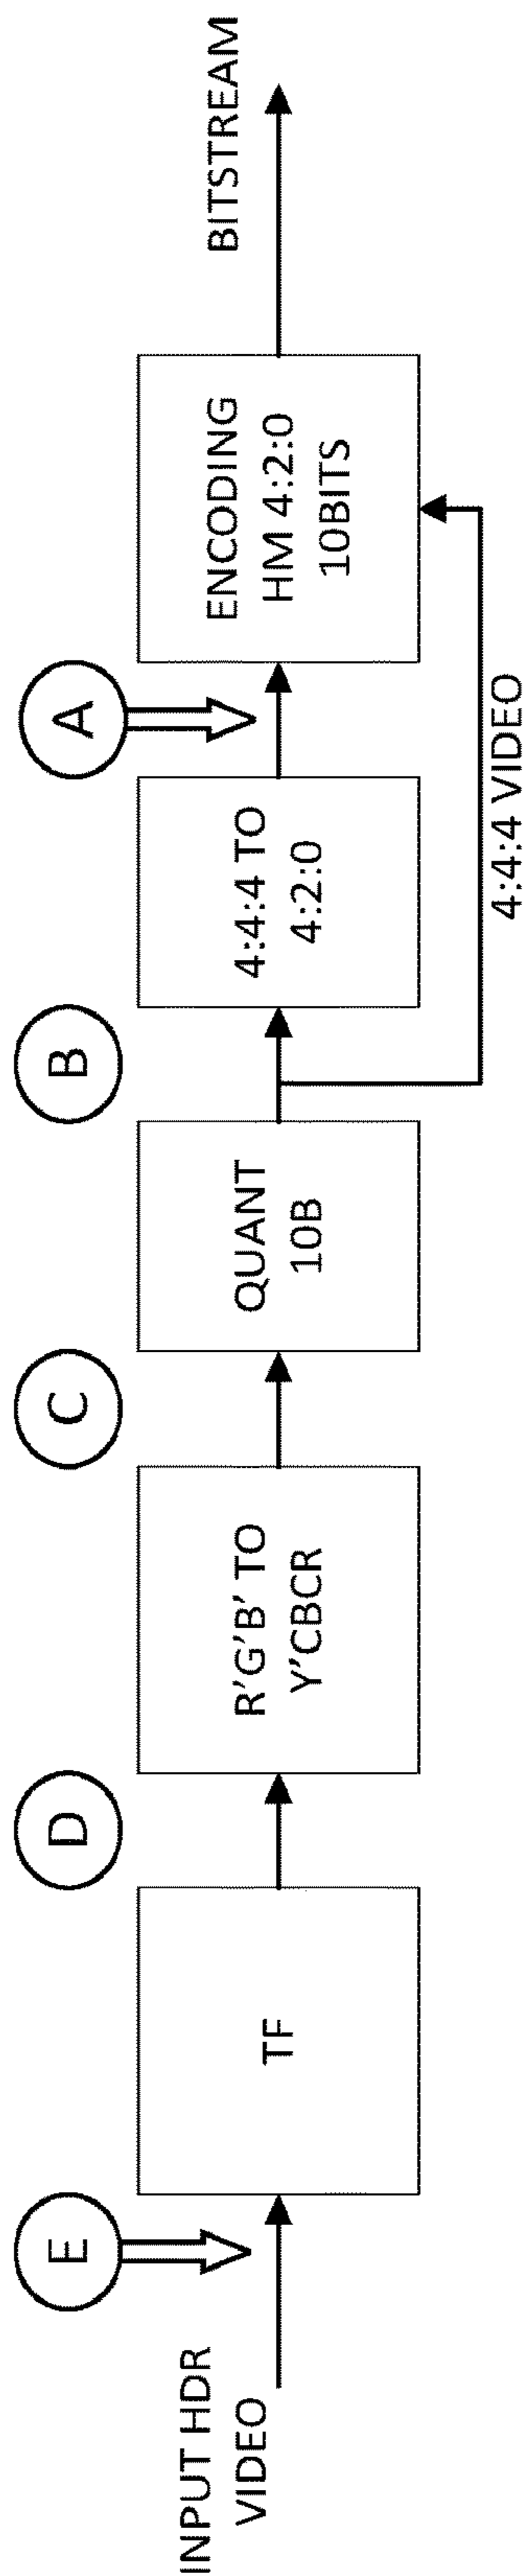 INPUT HDR
VIDEO
E
TF
D
R'G'B' TO
Y'CBCR
C
QUANT
10B
B
4:4:4 TO
4:2:0
A
ENCODING
HM 4:2:0
10BITS
4:4:4 VIDEO
BITSTREAM